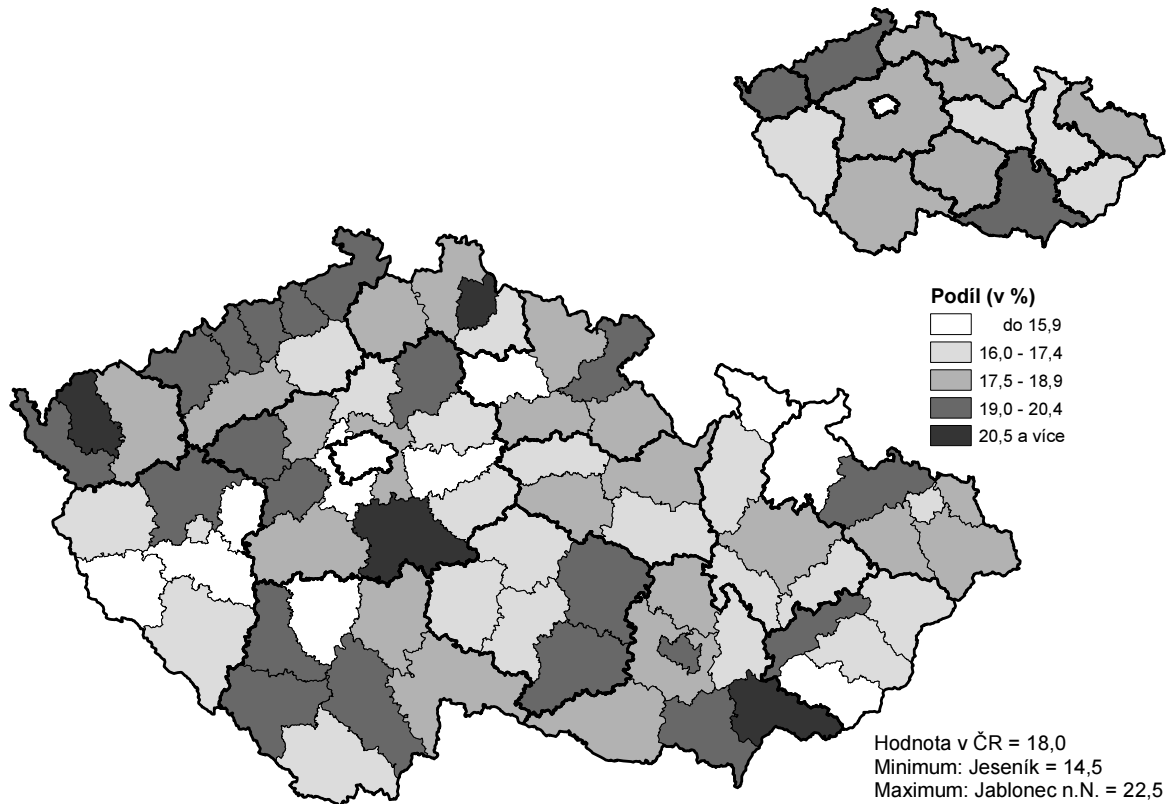 Podíl (v %)
do 15,9
16,0 - 17,4
17,5 - 18,9
19,0 - 20,4
20,5 a více
Hodnota v ČR = 18,0
Minimum: Jeseník = 14,5
Maximum: Jablonec n.N. = 22,5